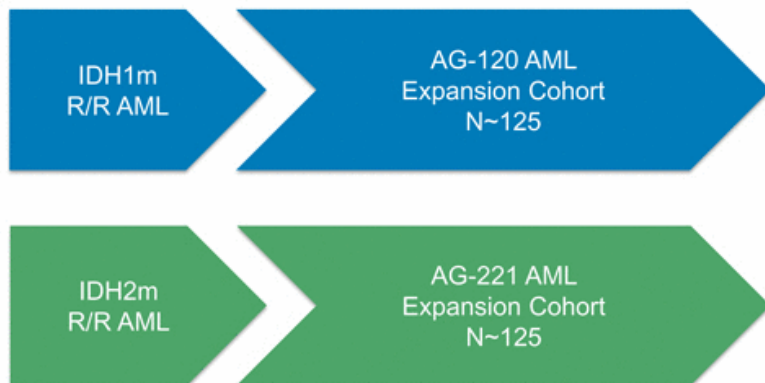 IDH1m
R/R AML
AG-120 AML
Expansion Cohort
N~125
IDH2m
R/R AML
AG-221 AML
Expansion Cohort
N~125